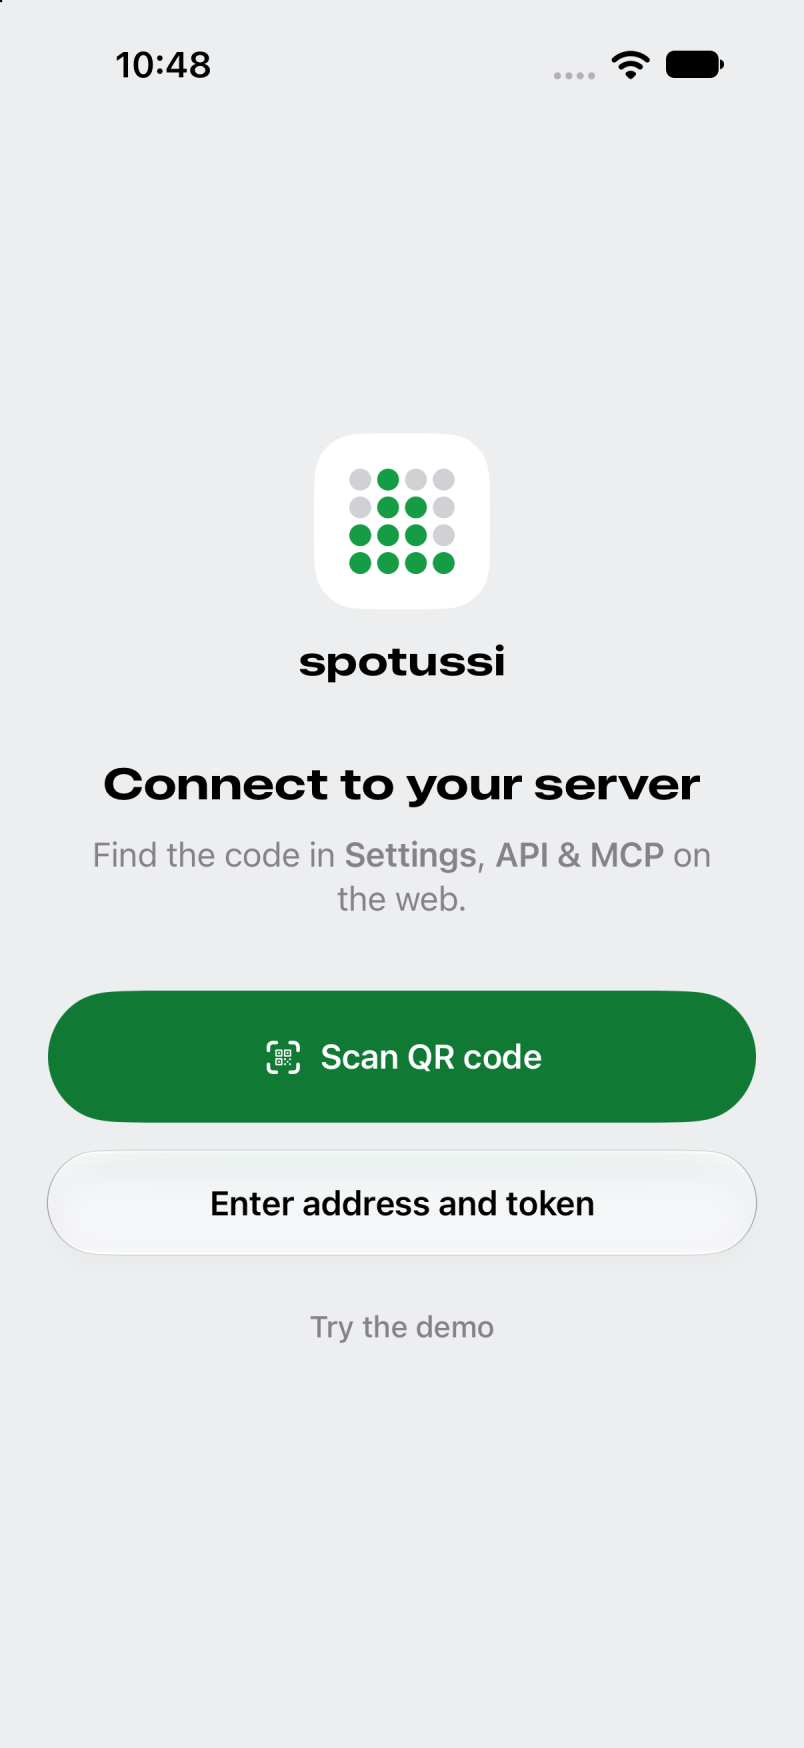 10:48
spotussi
Connect to your server
Find the code in Settings, API & MCP on
the web.
Scan QR code
Enter address and token
Try the demo